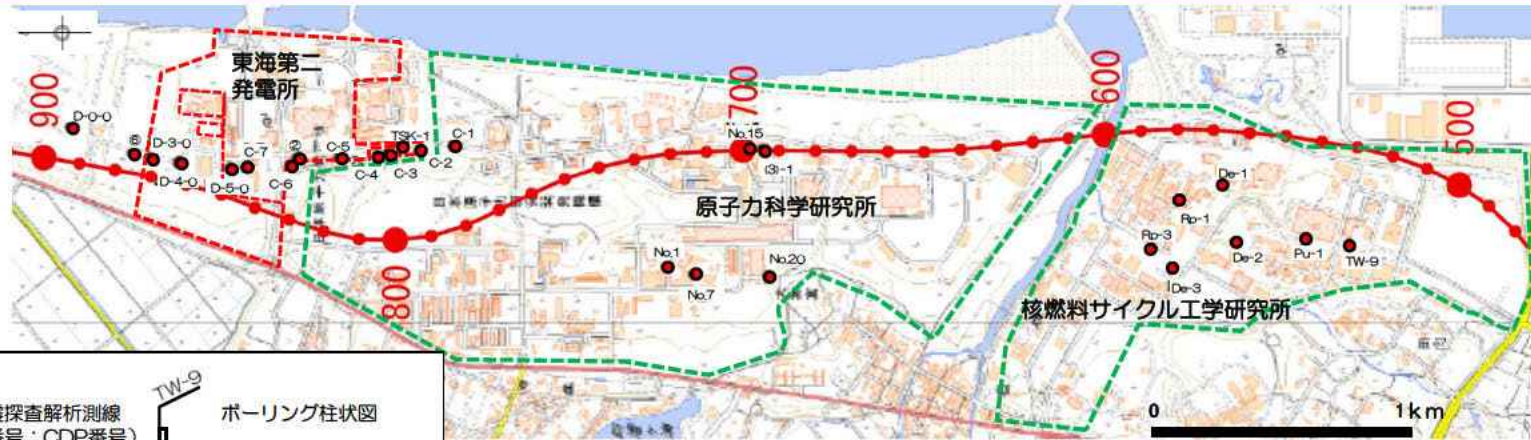 東海第二
発電所
900
D-0-0
⑧
D-3-0
D-4-0
D-5-0
C-7
C-6
②
C-5
C-4
TSK-1
C-3
C-2
C-1
800
700
No.15
(3)-1
原子力科学研究所
No.1
No.7
No.20
600
500
De-1
Rp-1
Rp-3
De-3
De-2
Pu-1
TW-9
核燃料サイクル工学研究所
0 1km
TW-9
探査解析測線
号:CDP番号)
ボーリング柱状図